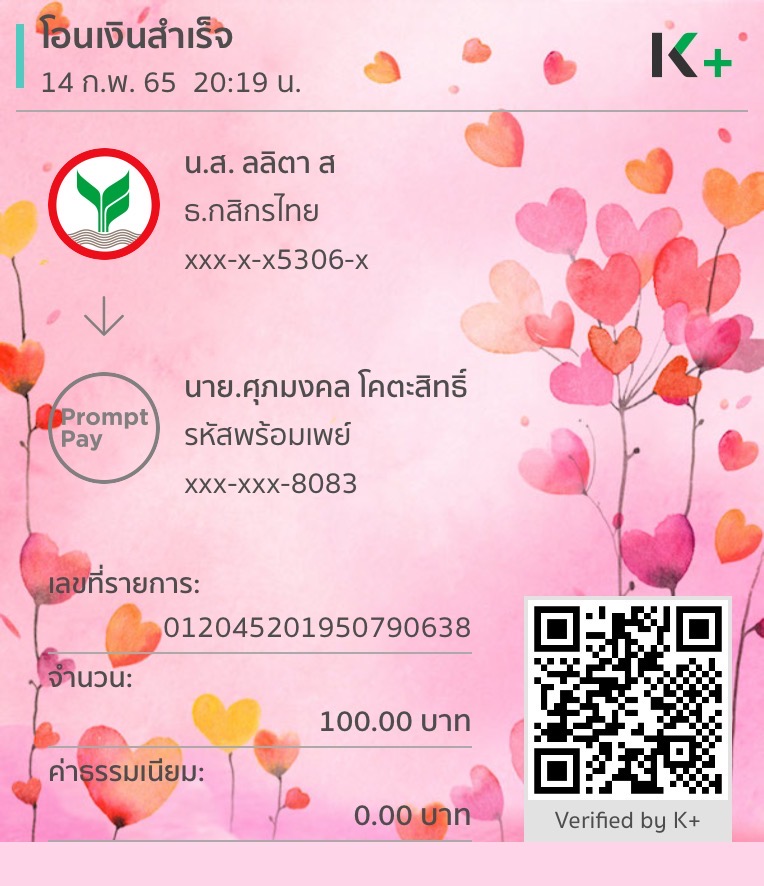 โอนเงินสำเร็จ
14 ก.พ. 65 20:19 น.
K+
น.ส. ลลิตา ส
ธ.กสิกรไทย
xxx-x-x5306-x
นาย.ศุภมงคล โคตะสิทธิ์
Prompt
Pay
รหัสพร้อมเพย์
xxx-xxx-8083
เลขที่รายการ:
012045201950790638
จำนวน:
100.00 บาท
ค่าธรรมเนียม:
0.00 บาท
Verified by K+